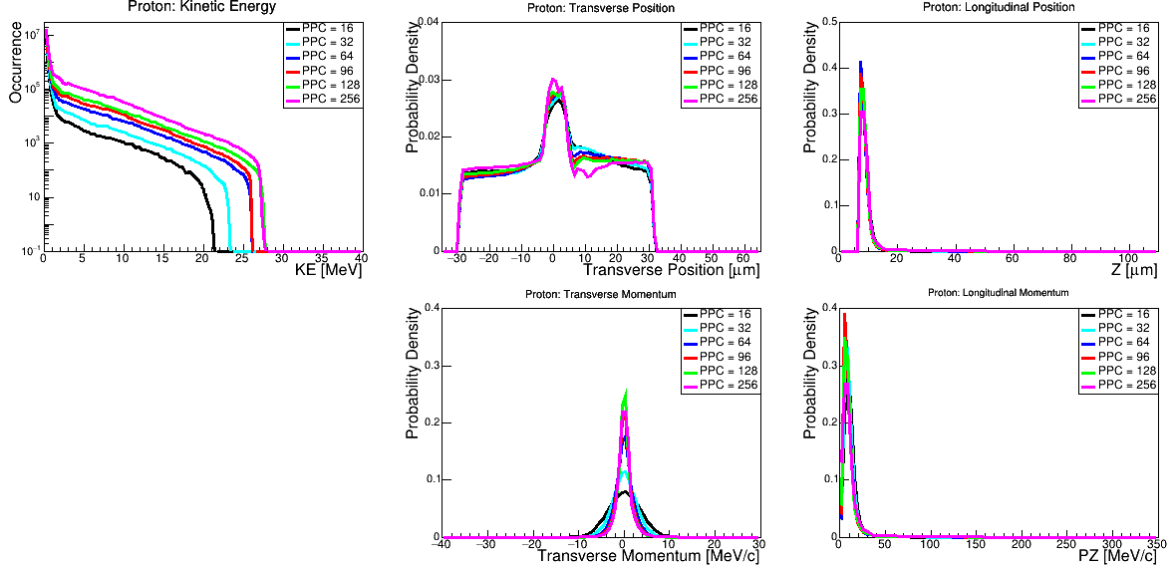 Proton: Kinetic Energy
Occurrence
10⁷
10⁵
10³
10
10⁻¹
0 5 10 15 20 25 30 35 40
KE [MeV]
PPC = 16
PPC = 32
PPC = 64
PPC = 96
PPC = 128
PPC = 256
Proton: Transverse Position
Probability Density
0.04
0.03
0.02
0.01
0
−30 −20 −10 0 10 20 30 40 50 60
Transverse Position [μm]
PPC = 16
PPC = 32
PPC = 64
PPC = 96
PPC = 128
PPC = 256
Proton: Longitudinal Position
Probability Density
0.5
0.4
0.3
0.2
0.1
0
0 20 40 60 80 100
Z [μm]
PPC = 16
PPC = 32
PPC = 64
PPC = 96
PPC = 128
PPC = 256
Proton: Transverse Momentum
Probability Density
0.4
0.3
0.2
0.1
0
−40 −30 −20 −10 0 10 20 30
Transverse Momentum [MeV/c]
PPC = 16
PPC = 32
PPC = 64
PPC = 96
PPC = 128
PPC = 256
Proton: Longitudinal Momentum
Probability Density
0.4
0.3
0.2
0.1
0
0 50 100 150 200 250 300 350
PZ [MeV/c]
PPC = 16
PPC = 32
PPC = 64
PPC = 96
PPC = 128
PPC = 256